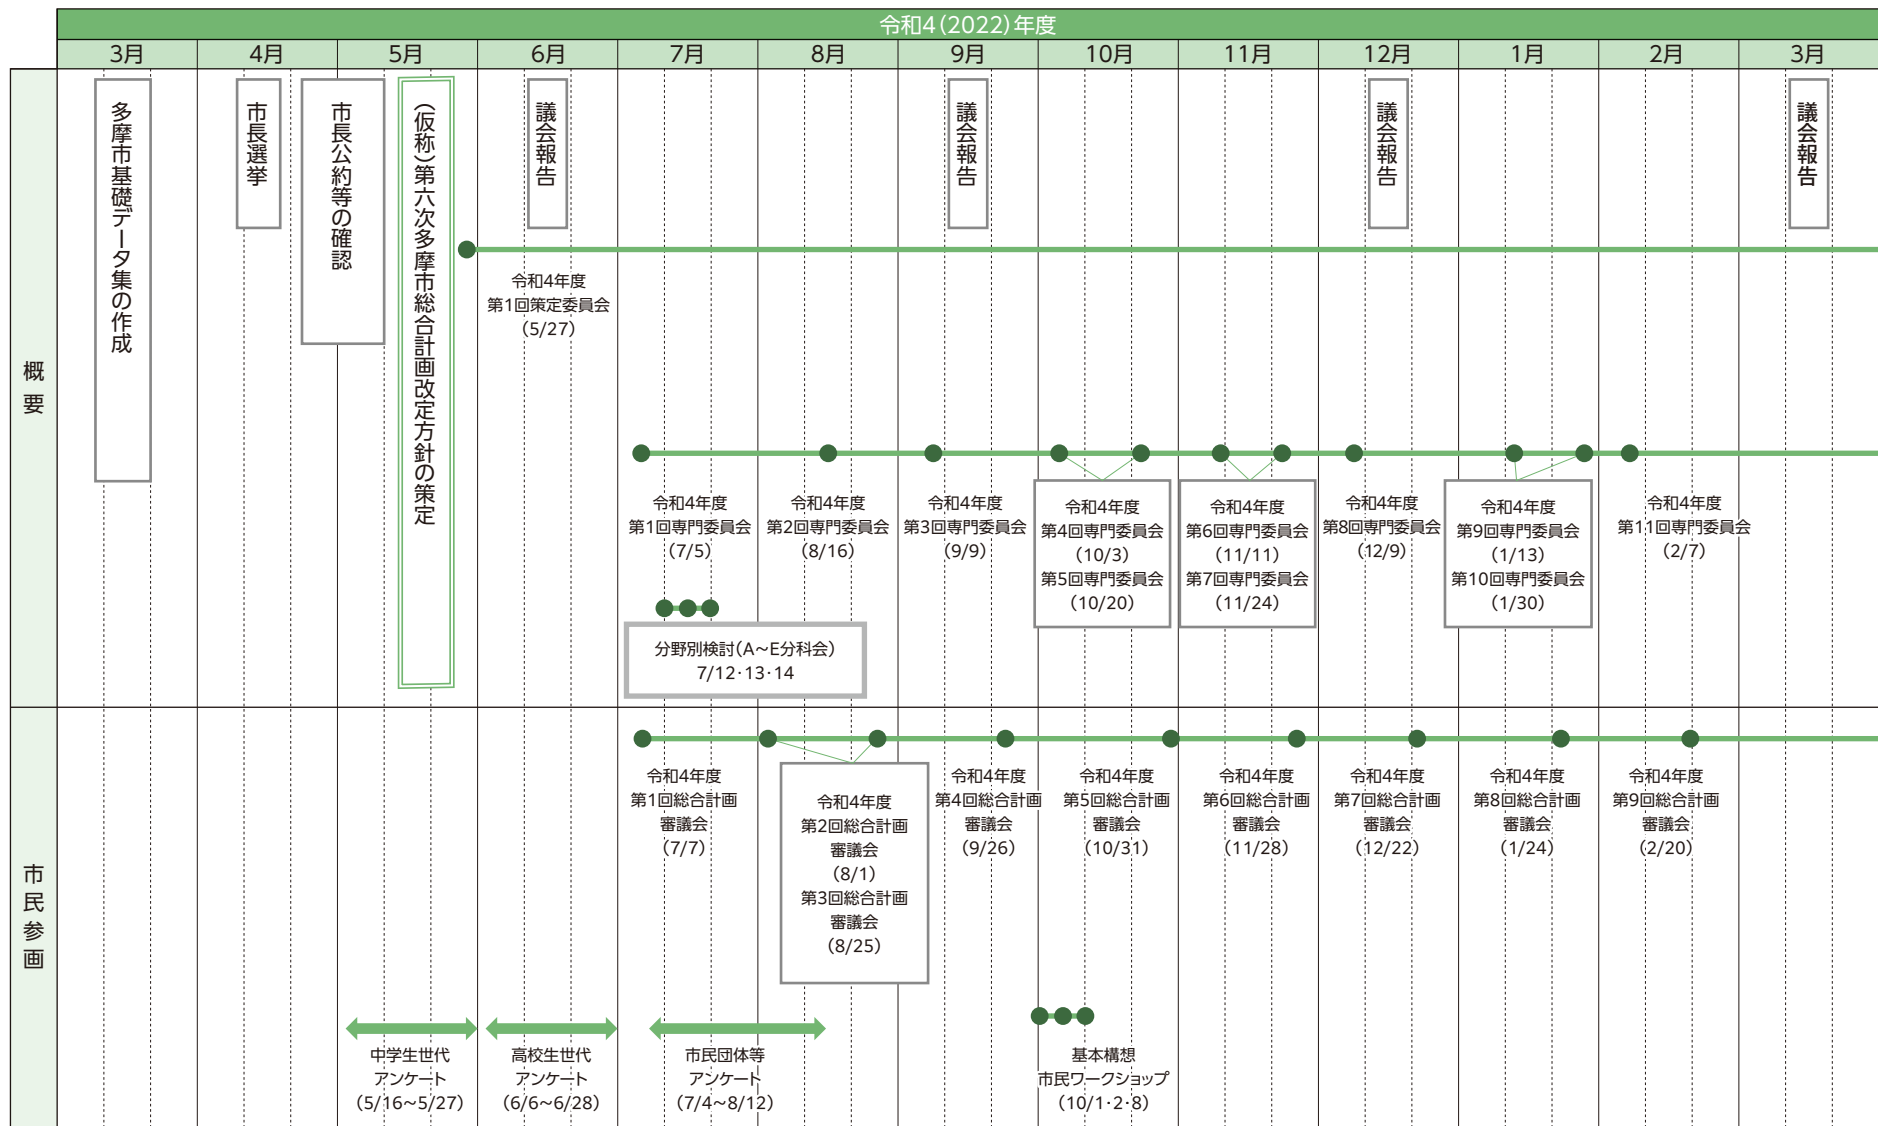 令和4(2022)年度
3月
4月
5月
6月
7月
8月
9月
10月
11月
12月
1月
2月
3月
概要
多摩市基礎データ集の作成
市長選挙
市長公約等の確認
(仮称)第六次多摩市総合計画改定方針の策定
議会報告
議会報告
議会報告
議会報告
令和4年度
第1回策定委員会
(5/27)
令和4年度
第1回専門委員会
(7/5)
令和4年度
第2回専門委員会
(8/16)
令和4年度
第3回専門委員会
(9/9)
令和4年度
第4回専門委員会
(10/3)
第5回専門委員会
(10/20)
令和4年度
第6回専門委員会
(11/11)
第7回専門委員会
(11/24)
令和4年度
第8回専門委員会
(12/9)
令和4年度
第9回専門委員会
(1/13)
第10回専門委員会
(1/30)
令和4年度
第11回専門委員会
(2/7)
分野別検討(A~E分科会)
7/12·13·14
市民参画
令和4年度
第1回総合計画
審議会
(7/7)
令和4年度
第2回総合計画
審議会
(8/1)
第3回総合計画
審議会
(8/25)
令和4年度
第4回総合計画
審議会
(9/26)
令和4年度
第5回総合計画
審議会
(10/31)
令和4年度
第6回総合計画
審議会
(11/28)
令和4年度
第7回総合計画
審議会
(12/22)
令和4年度
第8回総合計画
審議会
(1/24)
令和4年度
第9回総合計画
審議会
(2/20)
中学生世代
アンケート
(5/16~5/27)
高校生世代
アンケート
(6/6~6/28)
市民団体等
アンケート
(7/4~8/12)
基本構想
市民ワークショップ
(10/1·2·8)